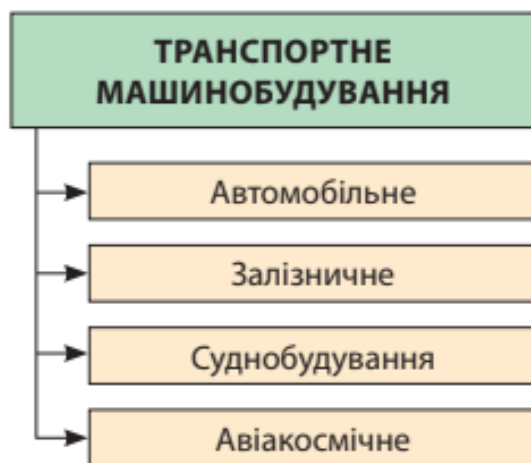 ТРАНСПОРТНЕ
МАШИНОБУДУВАННЯ
Автомобільне
Залізничне
Суднобудування
Авіакосмічне